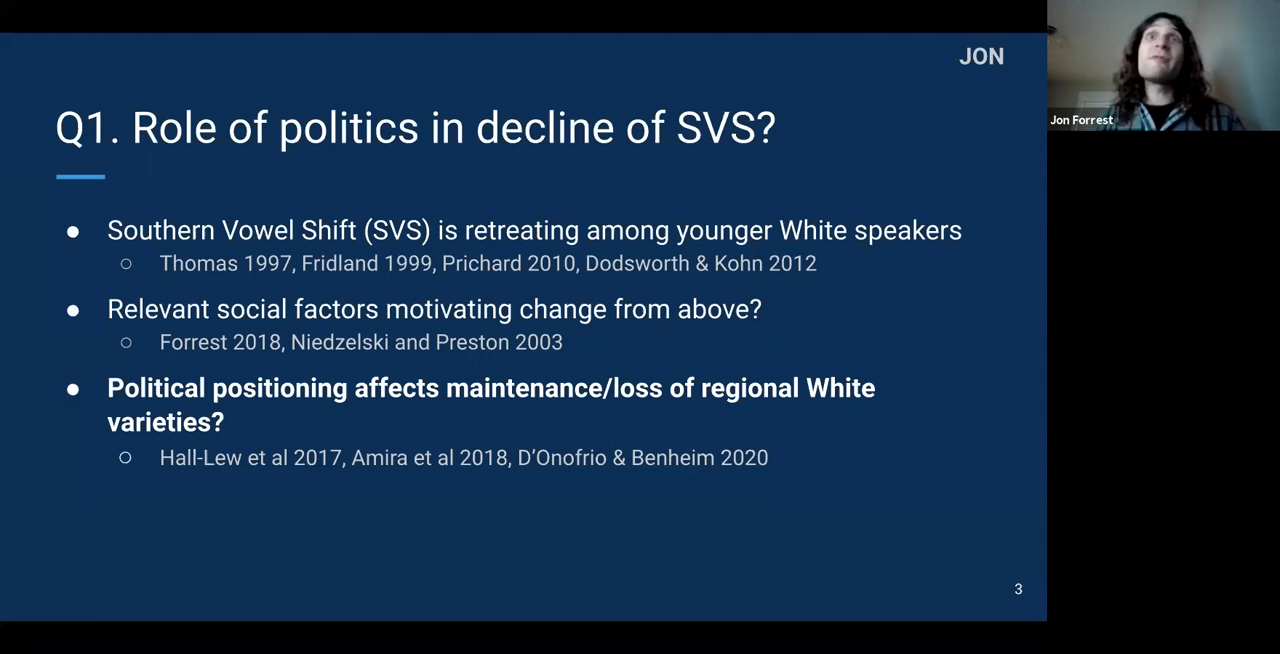 JON
Jon Forrest
Q1. Role of politics in decline of SVS?
● Southern Vowel Shift (SVS) is retreating among younger White speakers
○ Thomas 1997, Fridland 1999, Prichard 2010, Dodsworth & Kohn 2012
● Relevant social factors motivating change from above?
○ Forrest 2018, Niedzelski and Preston 2003
● Political positioning affects maintenance/loss of regional White
varieties?
○ Hall-Lew et al 2017, Amira et al 2018, D’Onofrio & Benheim 2020
3